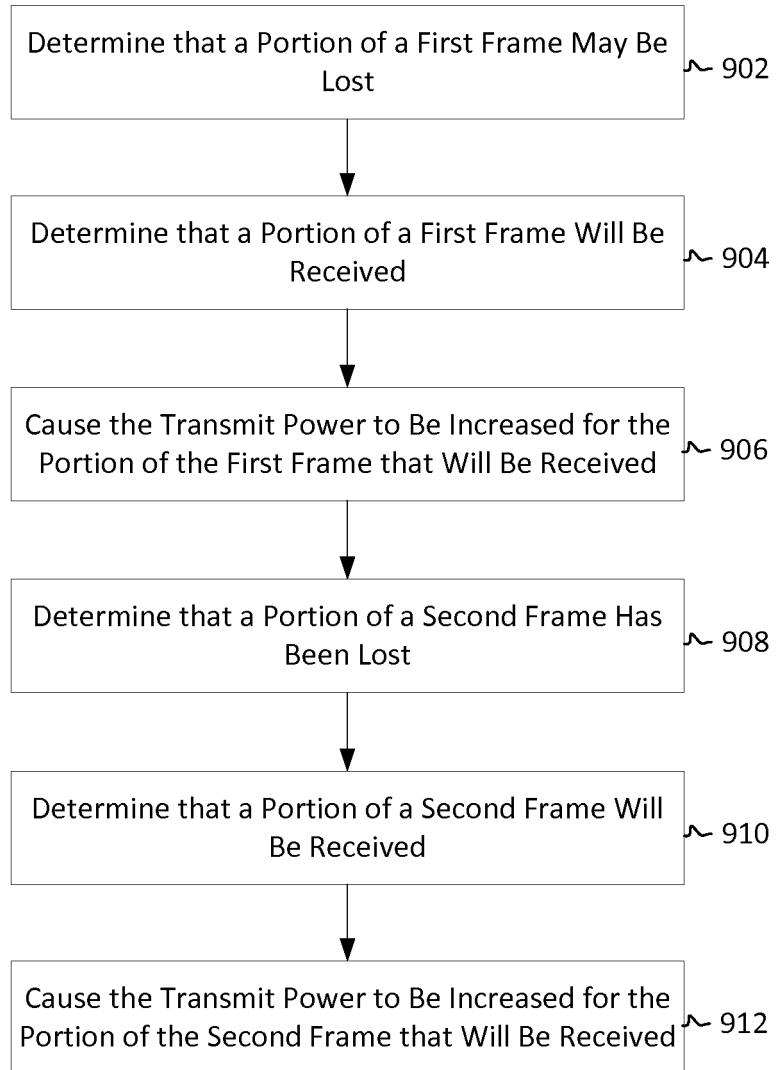 Determine that a Portion of a First Frame May Be
Lost
902
Determine that a Portion of a First Frame Will Be
Received
904
Cause the Transmit Power to Be Increased for the
Portion of the First Frame that Will Be Received
906
Determine that a Portion of a Second Frame Has
Been Lost
908
Determine that a Portion of a Second Frame Will
Be Received
910
Cause the Transmit Power to Be Increased for the
Portion of the Second Frame that Will Be Received
912